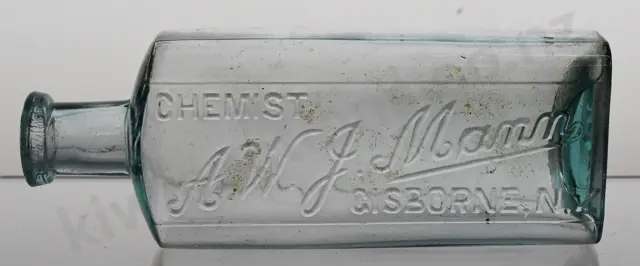 CHEMIST
A.W.J. Mann
GISBORNE, N.Z